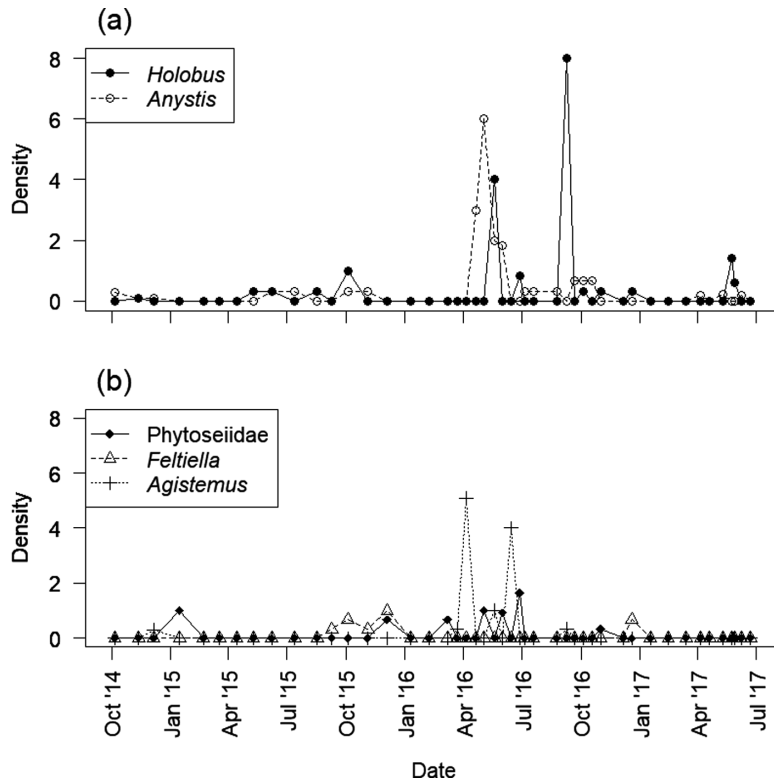 (a)
Holobus
Anystis
Density
8
6
4
2
0
(b)
Phytoseiidae
Feltiella
Agistemus
Density
8
6
4
2
0
Oct '14
Jan '15
Apr '15
Jul '15
Oct '15
Jan '16
Apr '16
Jul '16
Oct '16
Jan '17
Apr '17
Jul '17
Date